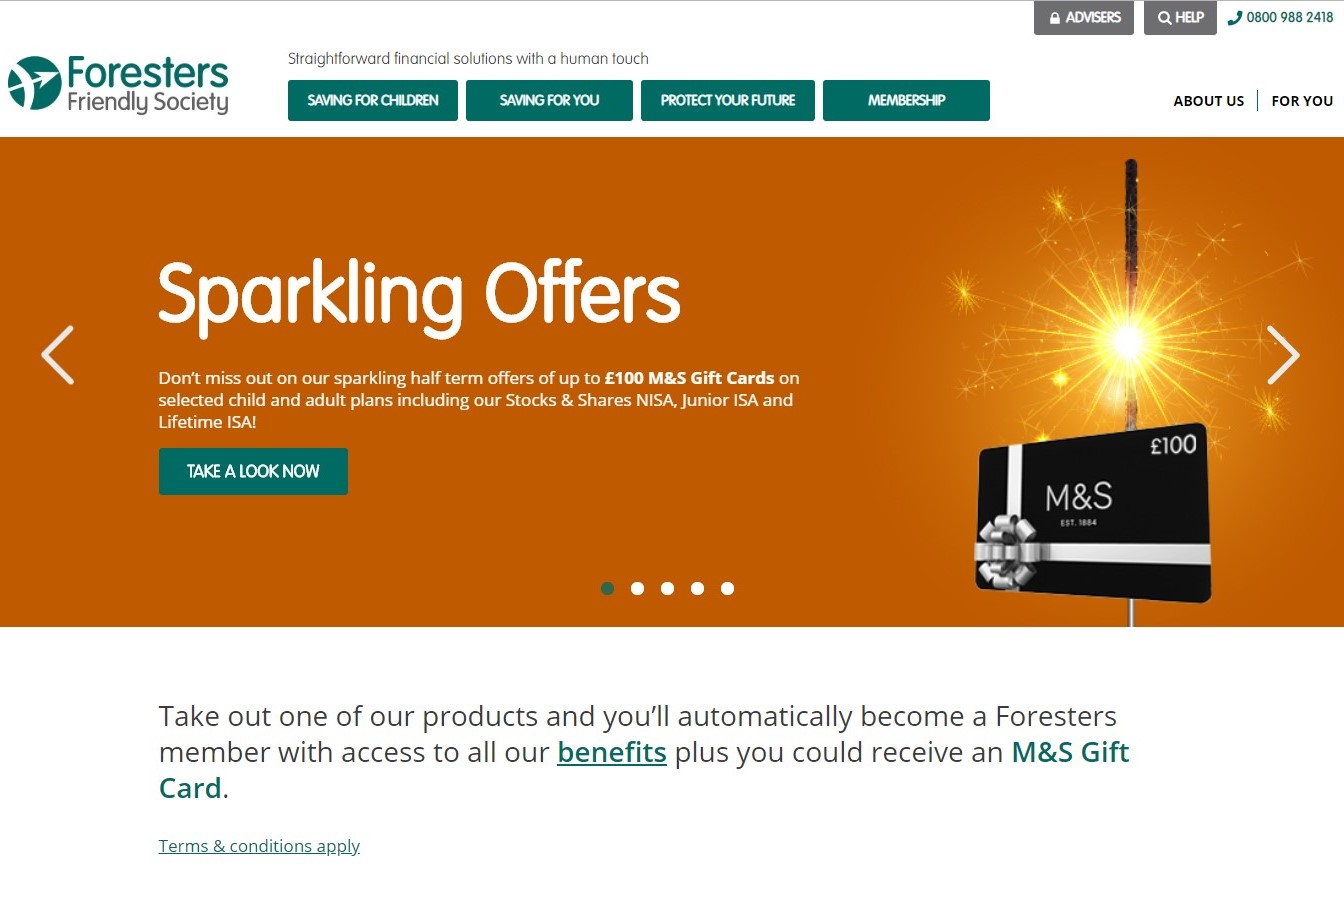 ADVISERS
HELP
0800 988 2418
Foresters
Friendly Society
Straightforward financial solutions with a human touch
SAVING FOR CHILDREN
SAVING FOR YOU
PROTECT YOUR FUTURE
MEMBERSHIP
ABOUT US
FOR YOU
Sparkling Offers
Don’t miss out on our sparkling half term offers of up to £100 M&S Gift Cards on
selected child and adult plans including our Stocks & Shares NISA, Junior ISA and
Lifetime ISA!
TAKE A LOOK NOW
£100
M&S
EST. 1884
Take out one of our products and you’ll automatically become a Foresters
member with access to all our benefits plus you could receive an M&S Gift
Card.
Terms & conditions apply